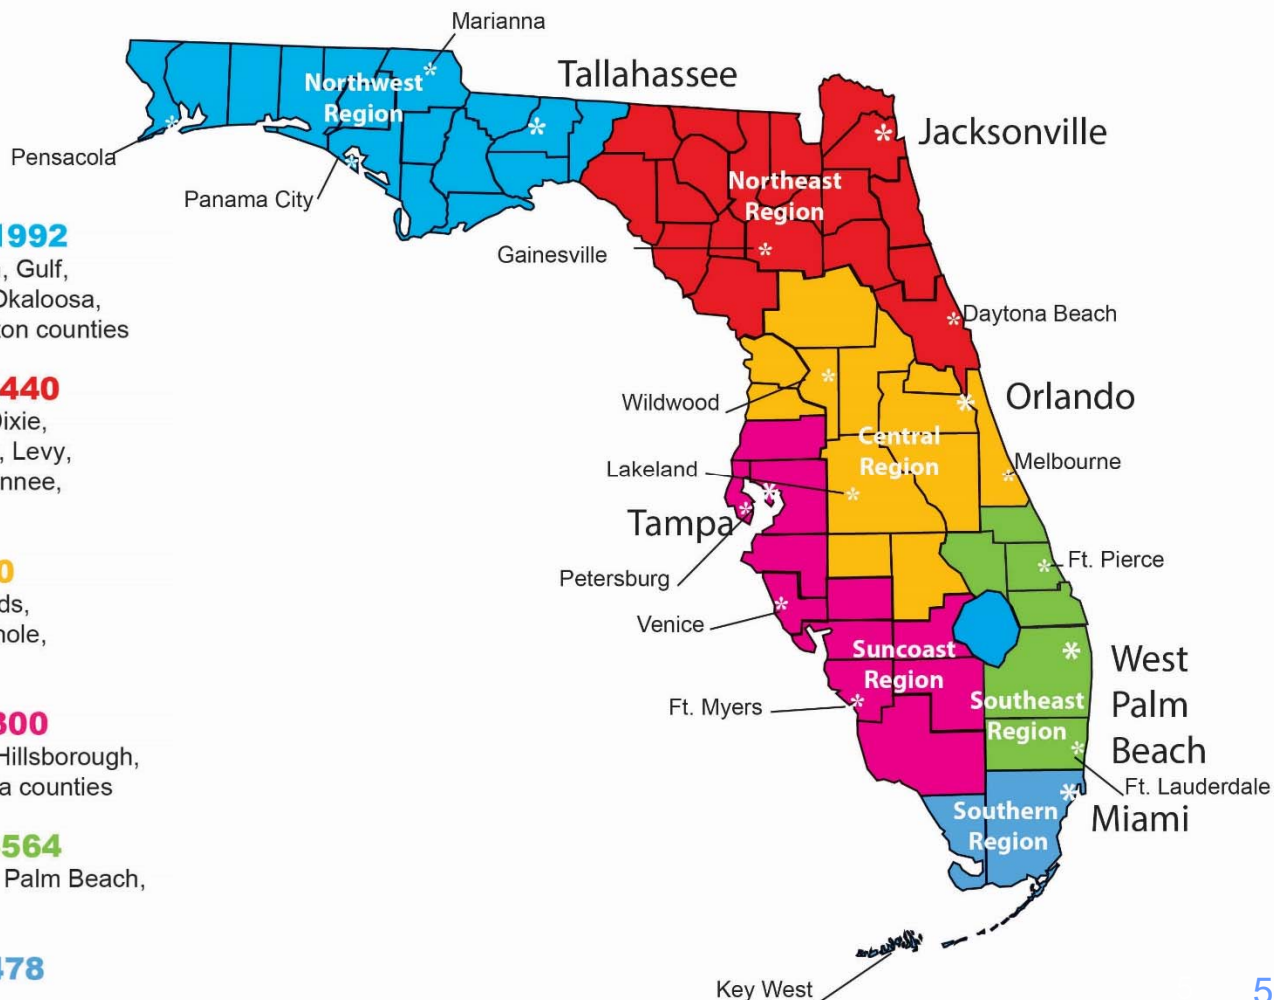 Marianna
Tallahassee
Northwest
Region
Jacksonville
Pensacola
Panama City
Northeast
Region
1992
, Gulf,
Okaloosa,
ton counties
Gainesville
Daytona Beach
440
Dixie,
, Levy,
nnee,
Wildwood
Orlando
Central
Region
Lakeland
Melbourne
Tampa
Petersburg
Ft. Pierce
0
ds,
nole,
Venice
Suncoast
Region
West
Palm
Beach
Ft. Myers
Southeast
Region
300
Hillsborough,
a counties
Ft. Lauderdale
Southern
Region
Miami
564
Palm Beach,
478
Key West
5